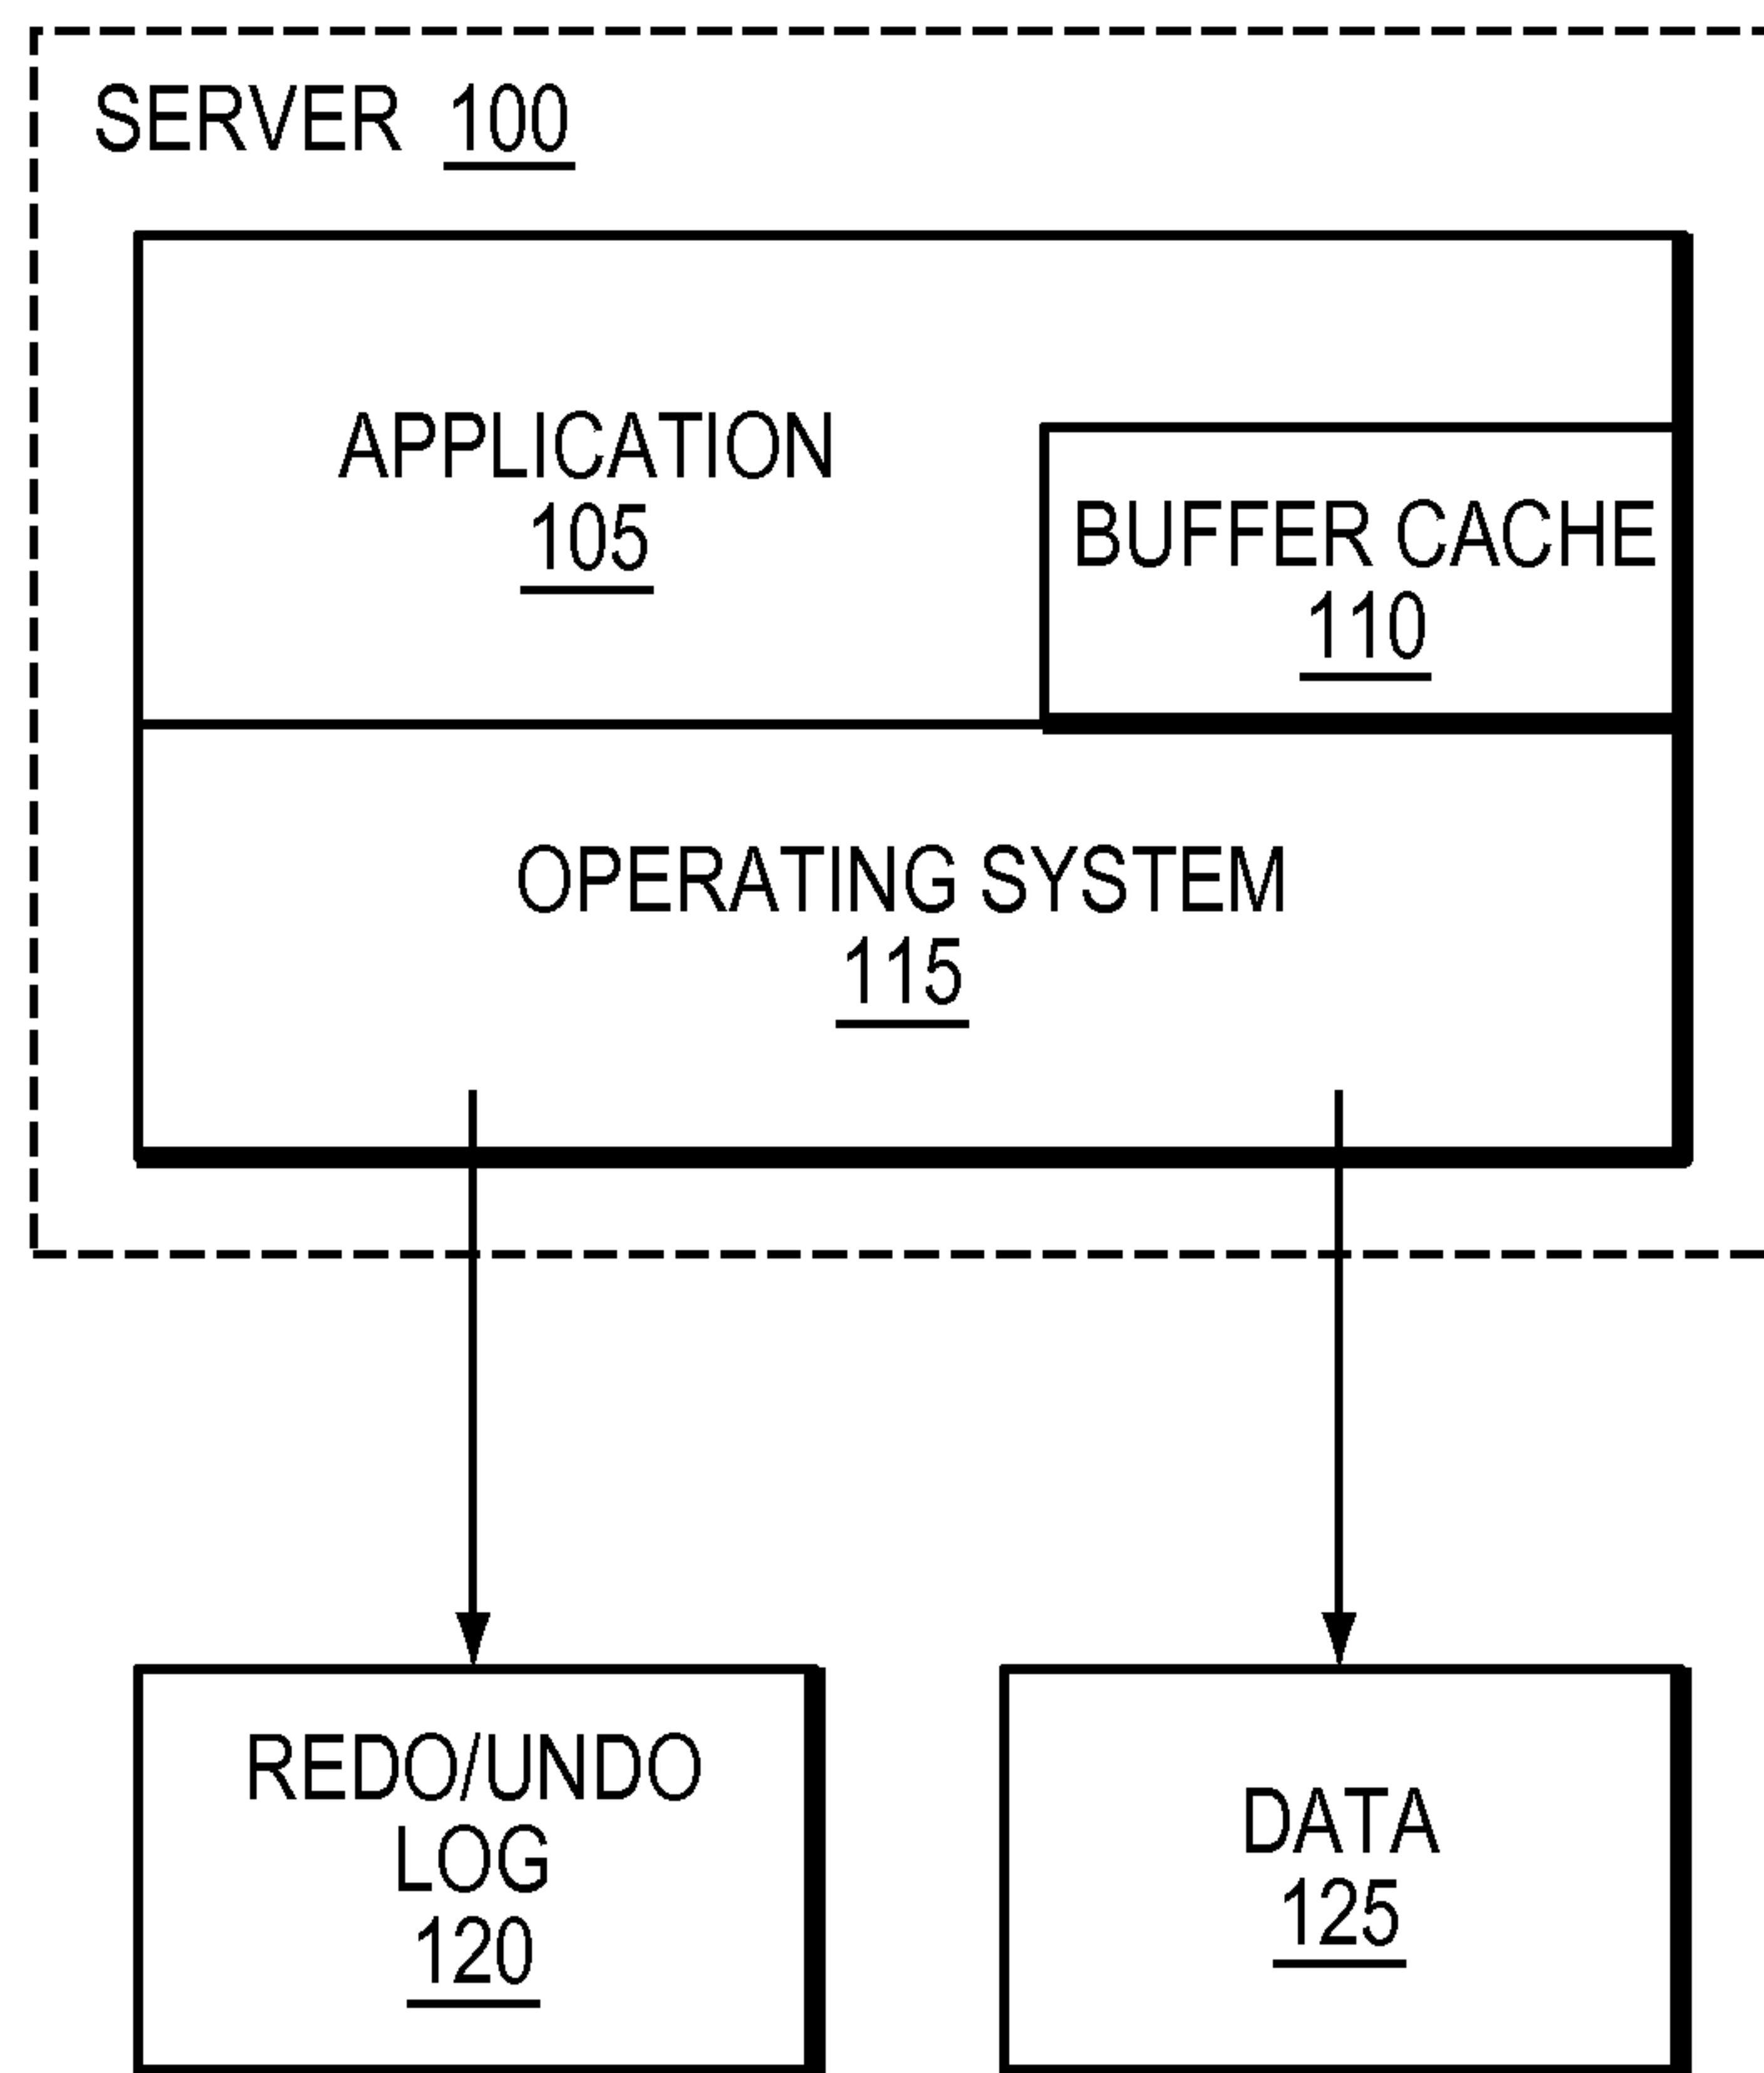 SERVER 100
APPLICATION
105
BUFFER CACHE
110
OPERATING SYSTEM
115
REDO/UNDO
LOG
120
DATA
125